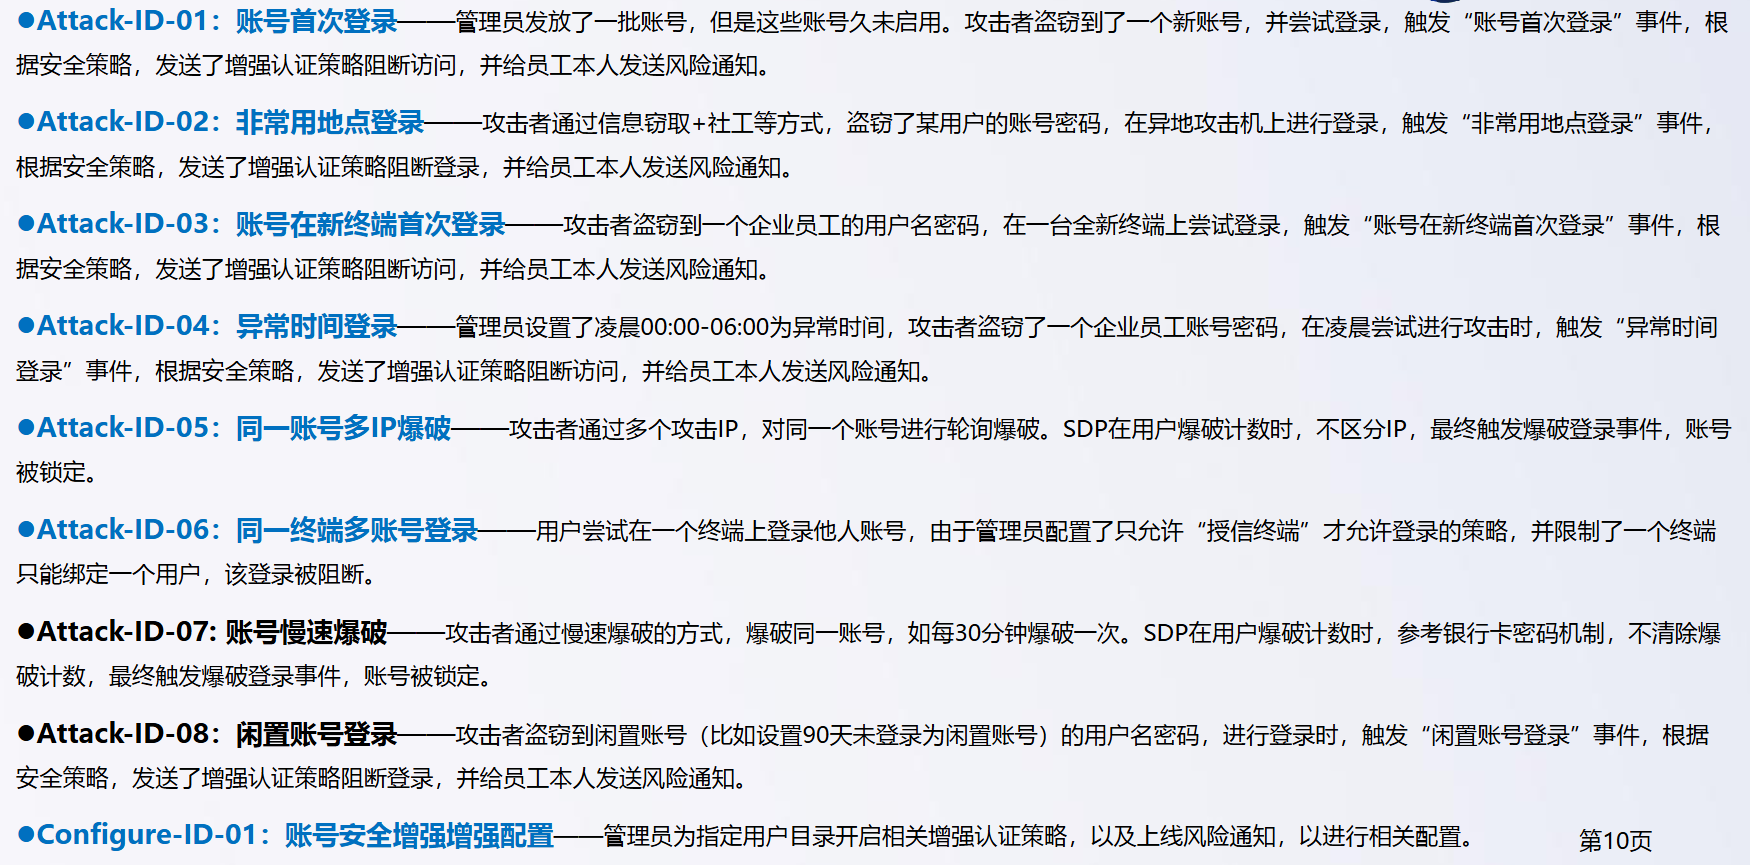 ●Attack-ID-01：账号首次登录——管理员发放了一批账号，但是这些账号久未启用。攻击者盗窃到了一个新账号，并尝试登录，触发“账号首次登录”事件，根
据安全策略，发送了增强认证策略阻断访问，并给员工本人发送风险通知。
●Attack-ID-02：非常用地点登录——攻击者通过信息窃取+社工等方式，盗窃了某用户的账号密码，在异地攻击机上进行登录，触发“非常用地点登录”事件，
根据安全策略，发送了增强认证策略阻断登录，并给员工本人发送风险通知。
●Attack-ID-03：账号在新终端首次登录——攻击者盗窃到一个企业员工的用户名密码，在一台全新终端上尝试登录，触发“账号在新终端首次登录”事件，根
据安全策略，发送了增强认证策略阻断访问，并给员工本人发送风险通知。
●Attack-ID-04：异常时间登录——管理员设置了凌晨00:00-06:00为异常时间，攻击者盗窃了一个企业员工账号密码，在凌晨尝试进行攻击时，触发“异常时间
登录”事件，根据安全策略，发送了增强认证策略阻断访问，并给员工本人发送风险通知。
●Attack-ID-05：同一账号多IP爆破——攻击者通过多个攻击IP，对同一个账号进行轮询爆破。SDP在用户爆破计数时，不区分IP，最终触发爆破登录事件，账号
被锁定。
●Attack-ID-06：同一终端多账号登录——用户尝试在一个终端上登录他人账号，由于管理员配置了只允许“授信终端”才允许登录的策略，并限制了一个终端
只能绑定一个用户，该登录被阻断。
●Attack-ID-07: 账号慢速爆破——攻击者通过慢速爆破的方式，爆破同一账号，如每30分钟爆破一次。SDP在用户爆破计数时，参考银行卡密码机制，不清除爆
破计数，最终触发爆破登录事件，账号被锁定。
●Attack-ID-08：闲置账号登录——攻击者盗窃到闲置账号（比如设置90天未登录为闲置账号）的用户名密码，进行登录时，触发“闲置账号登录”事件，根据
安全策略，发送了增强认证策略阻断登录，并给员工本人发送风险通知。
●Configure-ID-01：账号安全增强增强配置——管理员为指定用户目录开启相关增强认证策略，以及上线风险通知，以进行相关配置。
第10页